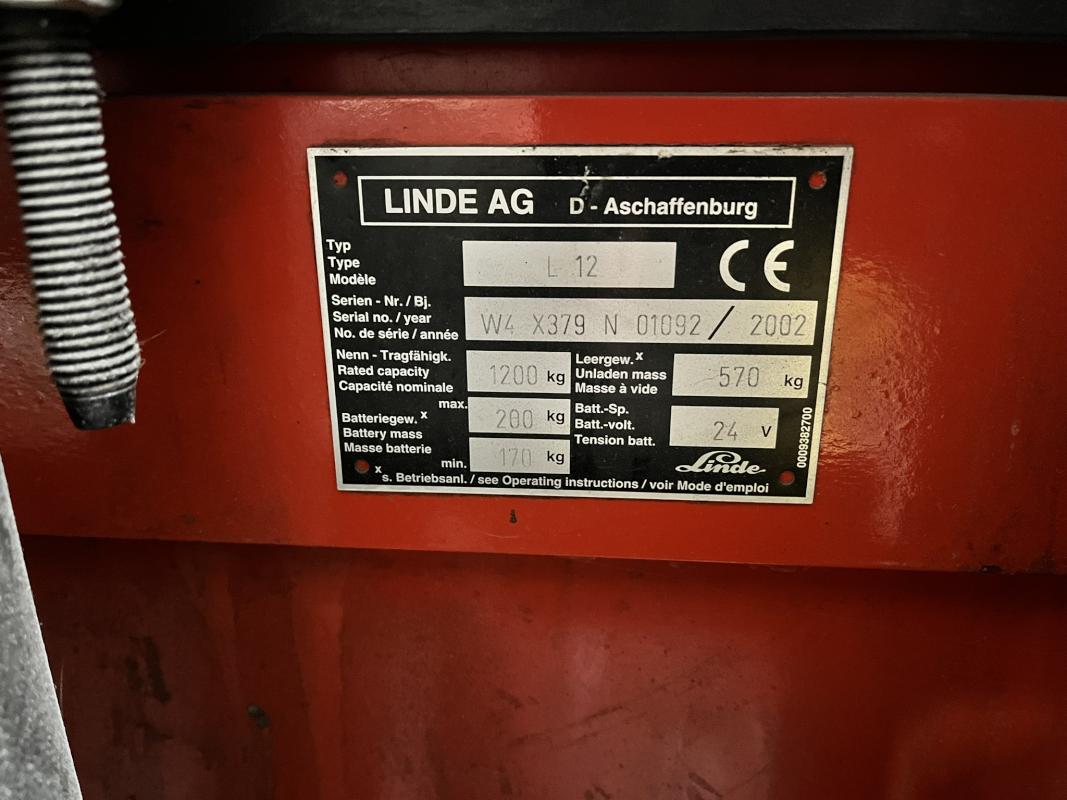 LINDE AG D - Aschaffenburg
Typ
Type
Modèle
L 12
CE
Serien - Nr. / Bj.
Serial no. / year
No. de série / année
W4 X379 N 01092 / 2002
Nenn - Tragfähigk.
Rated capacity
Capacité nominale
1200 kg
Leergew. x
Unladen mass
Masse à vide
570 kg
Batteriegew. x
Battery mass
Masse batterie
max.
200 kg
min.
170 kg
Batt.-Sp.
Batt.-volt.
Tension batt.
24 V
Linde
x s. Betriebsanl. / see Operating instructions / voir Mode d'emploi
0009382700